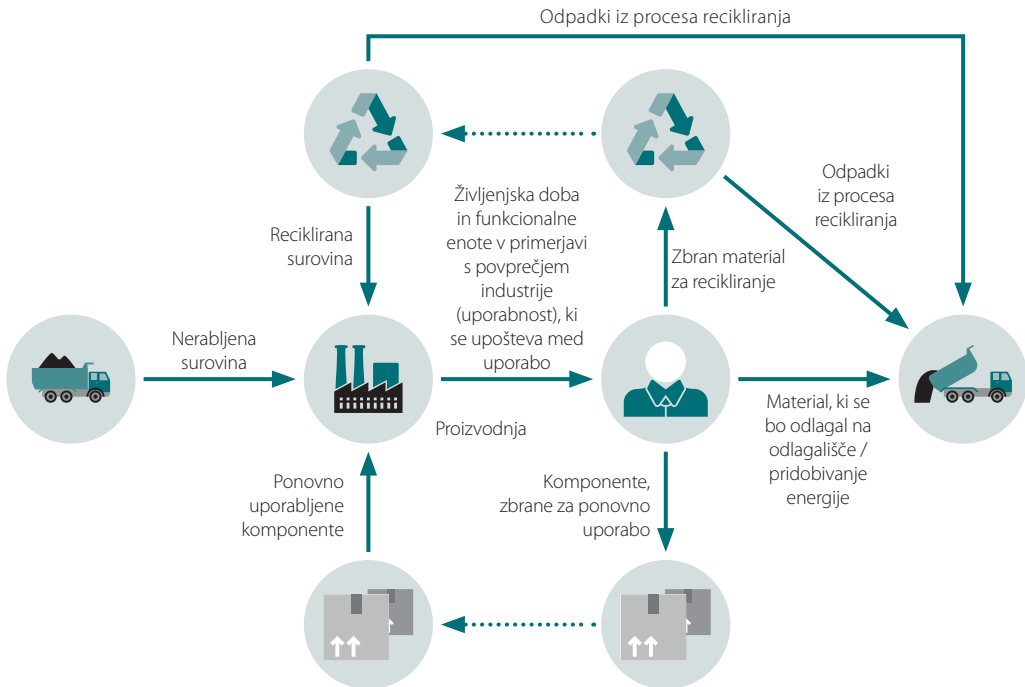 Odpadki iz procesa recikliranja
Odpadki
iz procesa
recikliranja
Življenjska doba
in funkcionalne
enote v primerjavi
s povprečjem
industrije
(uporabnost), ki
se upošteva med
uporabo
Reciklirana
surovina
Zbran material
za recikliranje
Nerabljena
surovina
Proizvodnja
Material, ki se
bo odlagal na
odlagališče /
pridobivanje
energije
Ponovno
uporabljene
komponente
Komponente,
zbrane za ponovno
uporabo